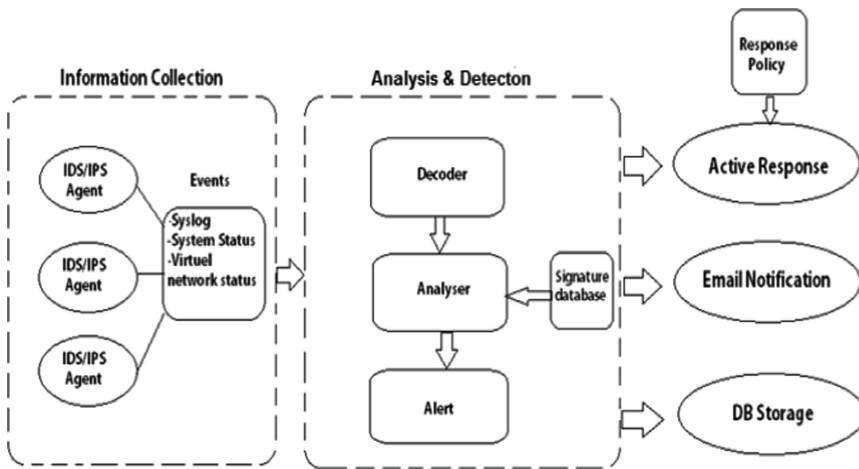 Information Collection
IDS/IPS
Agent
IDS/IPS
Agent
IDS/IPS
Agent
Events
-Syslog
-System Status
-Virtuel
network status
Analysis & Detecton
Decoder
Analyser
Signature
database
Alert
Response
Policy
Active Response
Email Notification
DB Storage